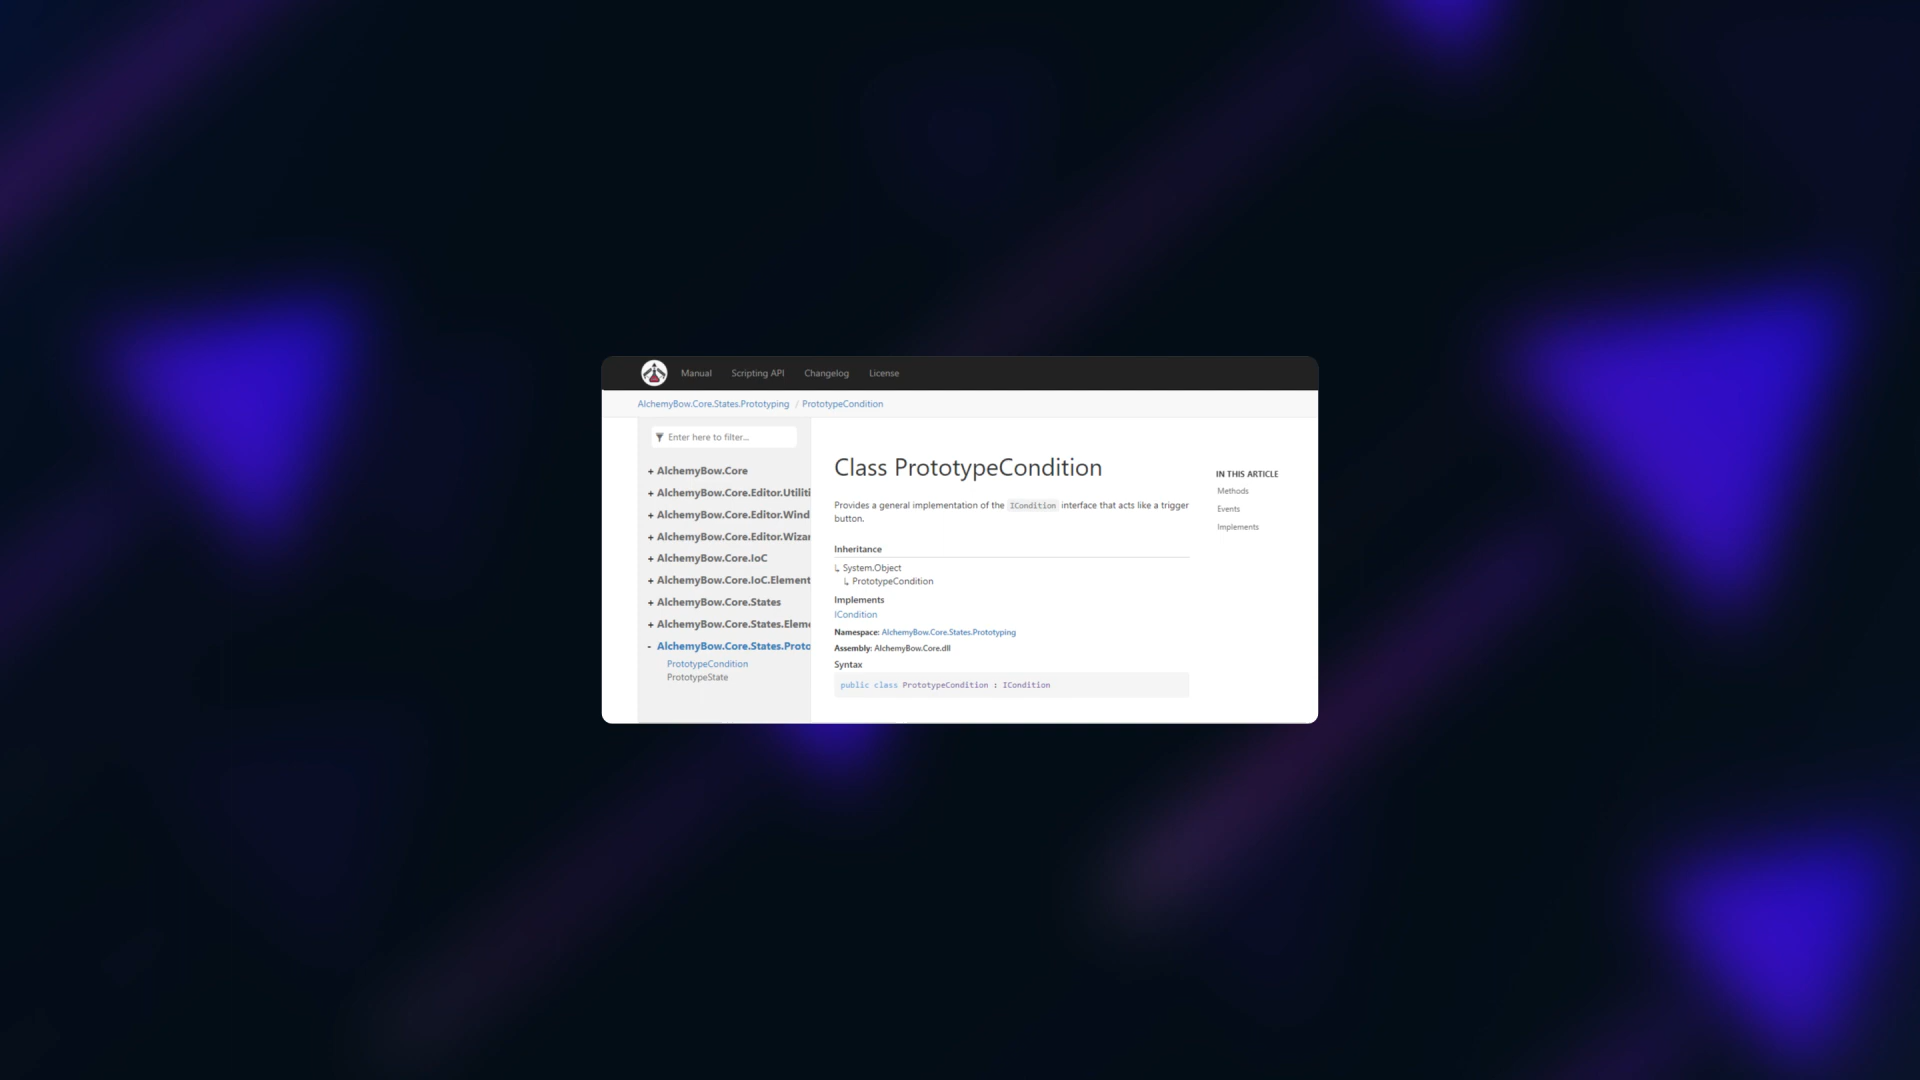 Manual Scripting API Changelog License
AlchemyBow.Core.States.Prototyping / PrototypeCondition
Enter here to filter...
+ AlchemyBow.Core
+ AlchemyBow.Core.Editor.Utiliti
+ AlchemyBow.Core.Editor.Wind
+ AlchemyBow.Core.Editor.Wizar
+ AlchemyBow.Core.IoC
+ AlchemyBow.Core.IoC.Element
+ AlchemyBow.Core.States
+ AlchemyBow.Core.States.Eleme
- AlchemyBow.Core.States.Proto
PrototypeCondition
PrototypeState
Class PrototypeCondition
Provides a general implementation of the ICondition interface that acts like a trigger
button.
Inheritance
↳ System.Object
↳ PrototypeCondition
Implements
ICondition
Namespace: AlchemyBow.Core.States.Prototyping
Assembly: AlchemyBow.Core.dll
Syntax
public class PrototypeCondition : ICondition
IN THIS ARTICLE
Methods
Events
Implements